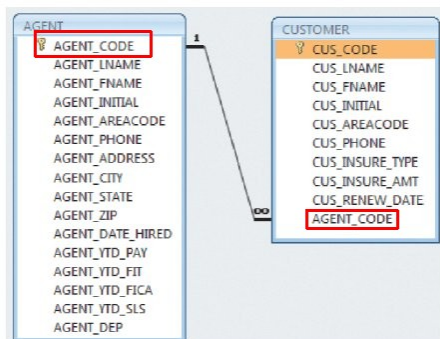 AGENT
AGENT_CODE
AGENT_LNAME
AGENT_FNAME
AGENT_INITIAL
AGENT_AREACODE
AGENT_PHONE
AGENT_ADDRESS
AGENT_CITY
AGENT_STATE
AGENT_ZIP
AGENT_DATE_HIRED
AGENT_YTD_PAY
AGENT_YTD_FIT
AGENT_YTD_FICA
AGENT_YTD_SLS
AGENT_DEP
1
∞
CUSTOMER
CUS_CODE
CUS_LNAME
CUS_FNAME
CUS_INITIAL
CUS_AREACODE
CUS_PHONE
CUS_INSURE_TYPE
CUS_INSURE_AMT
CUS_RENEW_DATE
AGENT_CODE